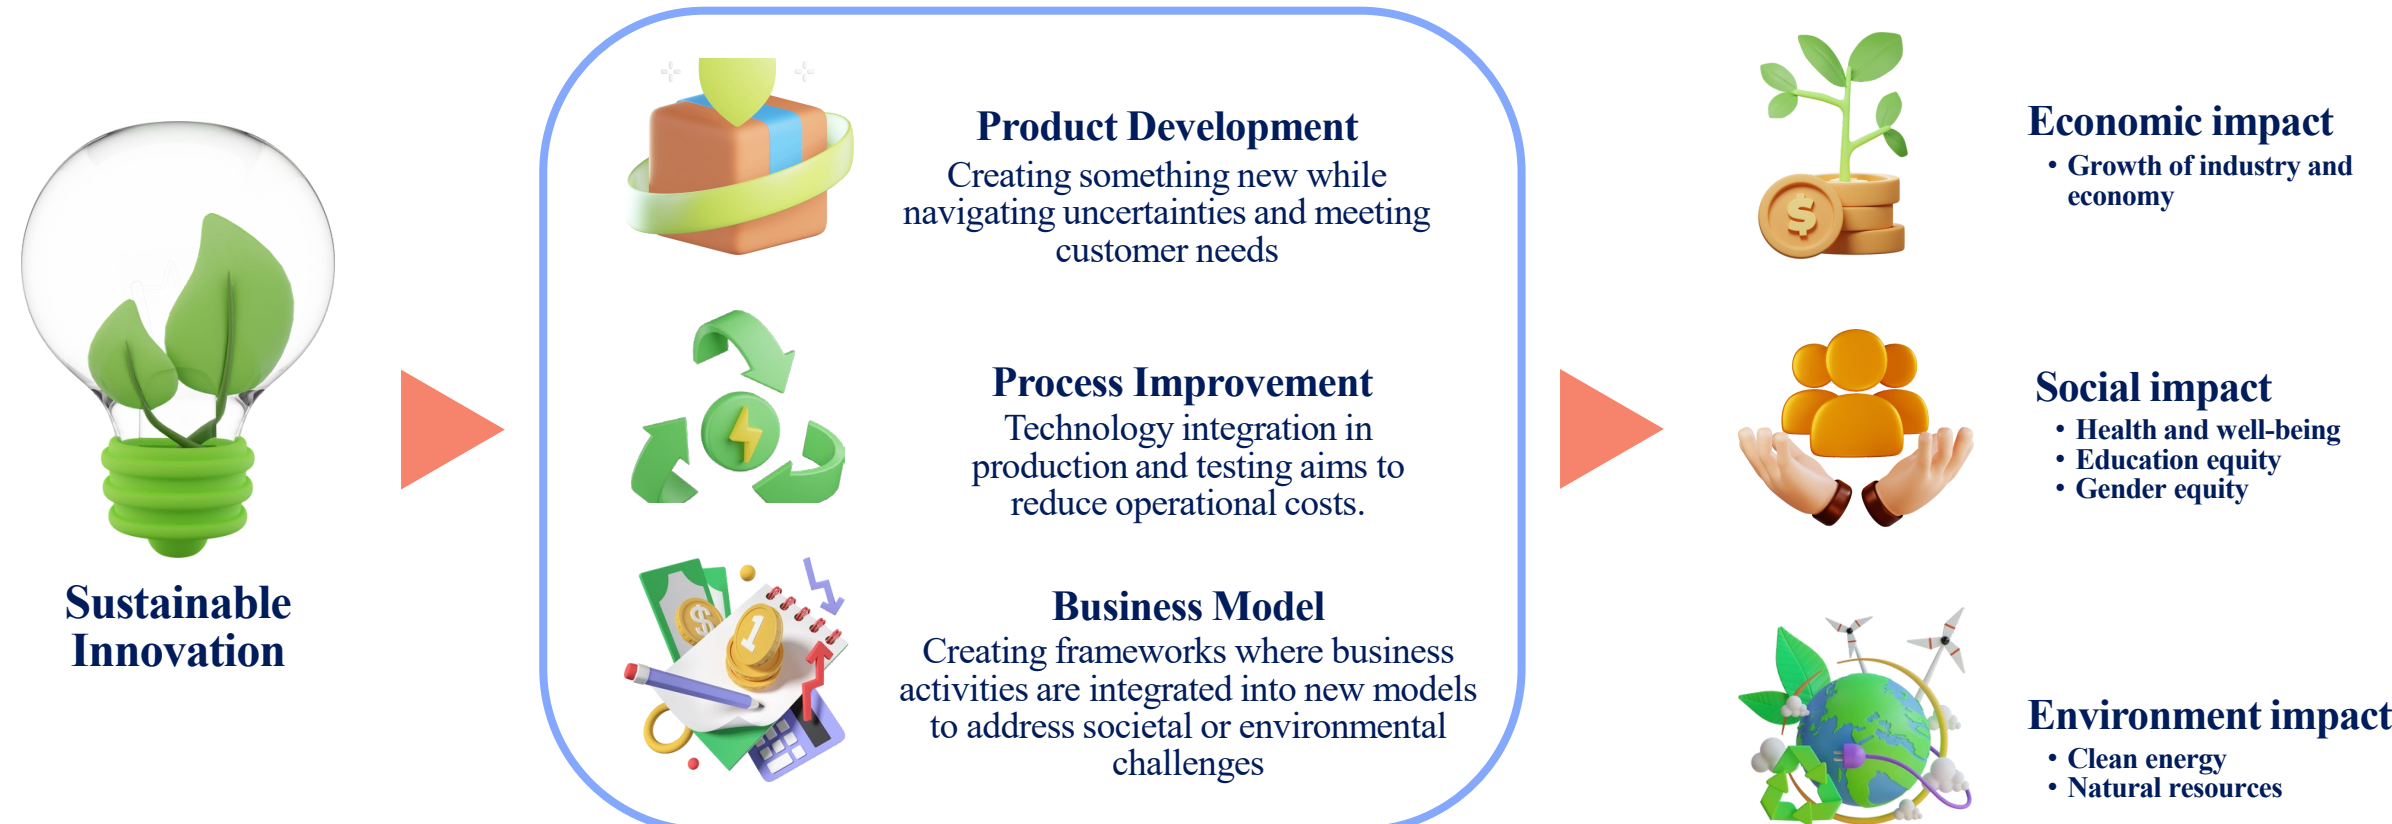 Sustainable
Innovation
Product Development
Creating something new while
navigating uncertainties and meeting
customer needs
Process Improvement
Technology integration in
production and testing aims to
reduce operational costs.
Business Model
Creating frameworks where business
activities are integrated into new models
to address societal or environmental
challenges
$
1
Economic impact
• Growth of industry and
economy
$
Social impact
• Health and well-being
• Education equity
• Gender equity
Environment impact
• Clean energy
• Natural resources